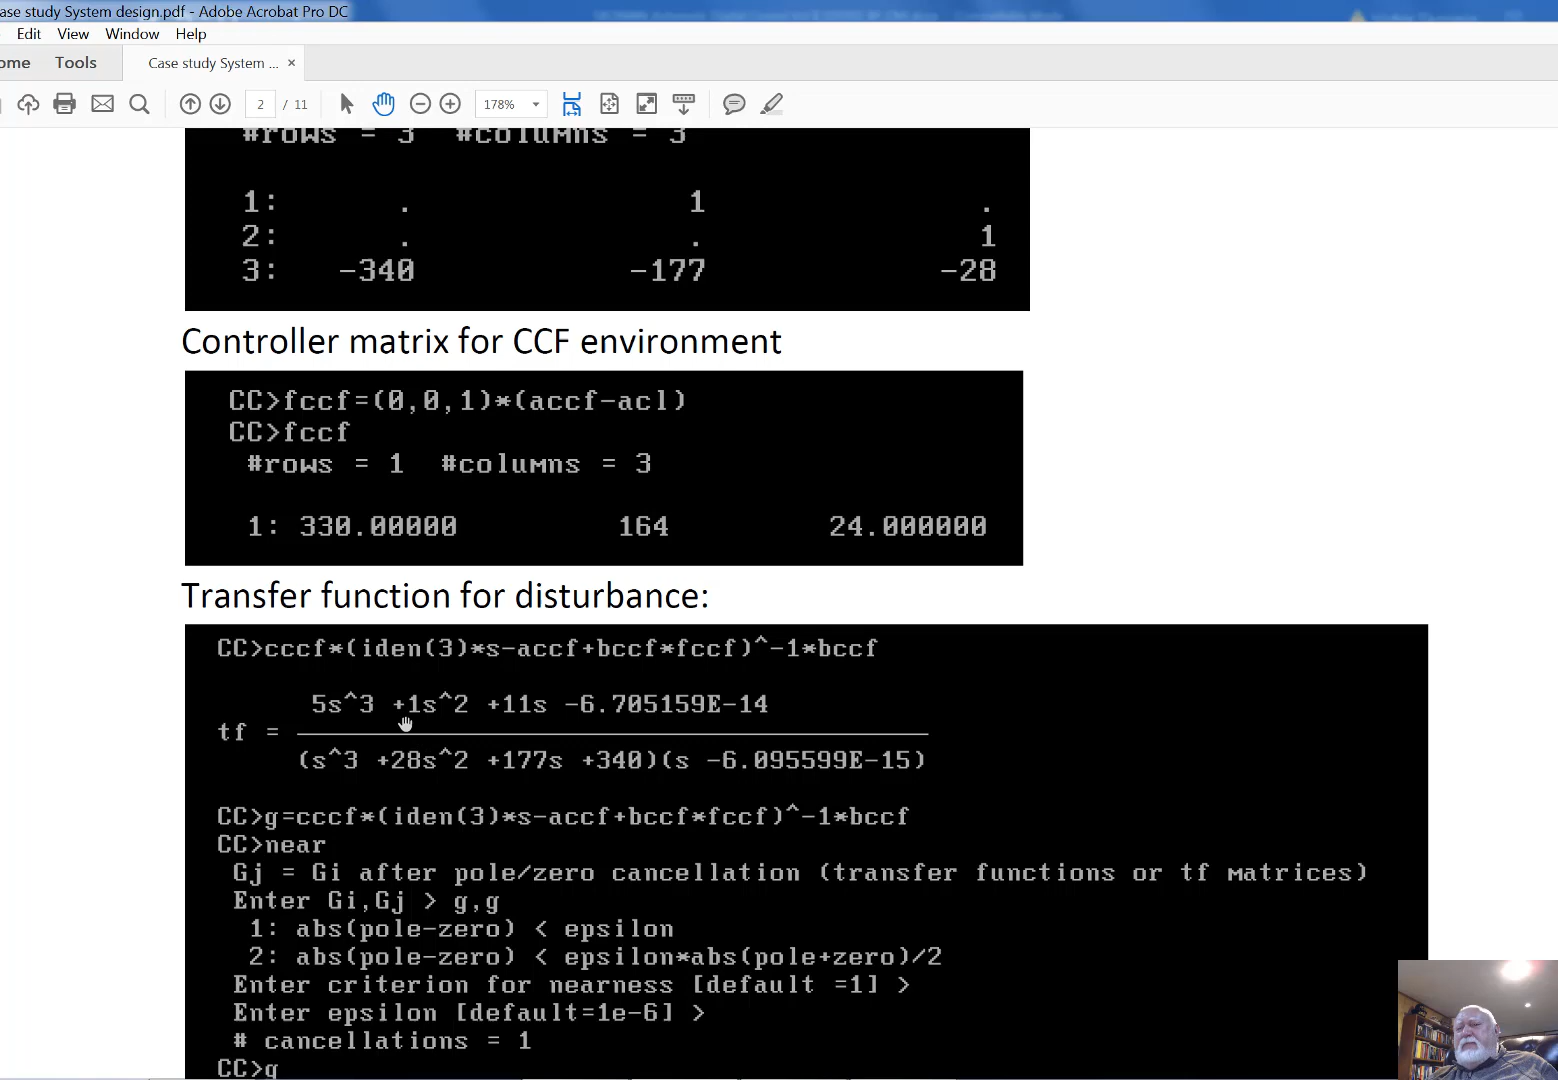 ase study System design.pdf - Adobe Acrobat Pro DC
Edit View Window Help
ome Tools Case study System ... ×
2 / 11 178%
#rows = 3 #columns = 3
1: . 1 .
2: . . 1
3: -340 -177 -28
Controller matrix for CCF environment
CC>fccf=(0,0,1)*(accf-acl)
CC>fccf
#rows = 1 #columns = 3
1: 330.00000 164 24.000000
Transfer function for disturbance:
CC>cccf*(iden(3)*s-accf+bccf*fccf)^-1*bccf
5s^3 +1s^2 +11s -6.705159E-14
tf =
(s^3 +28s^2 +177s +340)(s -6.095599E-15)
CC>g=cccf*(iden(3)*s-accf+bccf*fccf)^-1*bccf
CC>near
Gj = Gi after pole/zero cancellation (transfer functions or tf matrices)
Enter Gi,Gj > g,g
1: abs(pole-zero) < epsilon
2: abs(pole-zero) < epsilon*abs(pole+zero)/2
Enter criterion for nearness [default =1] >
Enter epsilon [default=1e-6] >
# cancellations = 1
CC>g